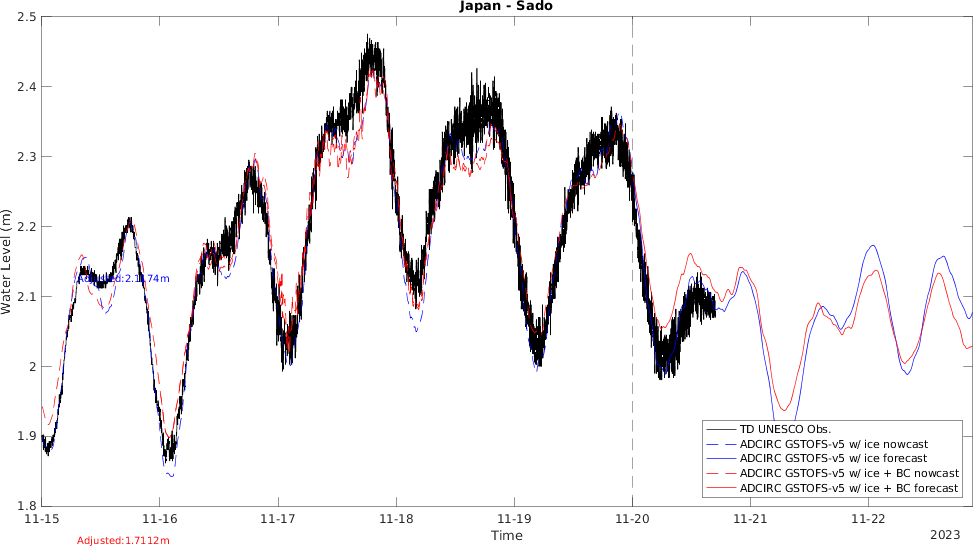 Japan - Sado
2.5
2.4
2.3
2.2
2.1
2
1.9
1.8
Water Level (m)
11-15
11-16
11-17
11-18
11-19
11-20
11-21
11-22
Time
2023
TD UNESCO Obs.
ADCIRC GSTOFS-v5 w/ ice nowcast
ADCIRC GSTOFS-v5 w/ ice forecast
ADCIRC GSTOFS-v5 w/ ice + BC nowcast
ADCIRC GSTOFS-v5 w/ ice + BC forecast
Adjusted:1.7112m